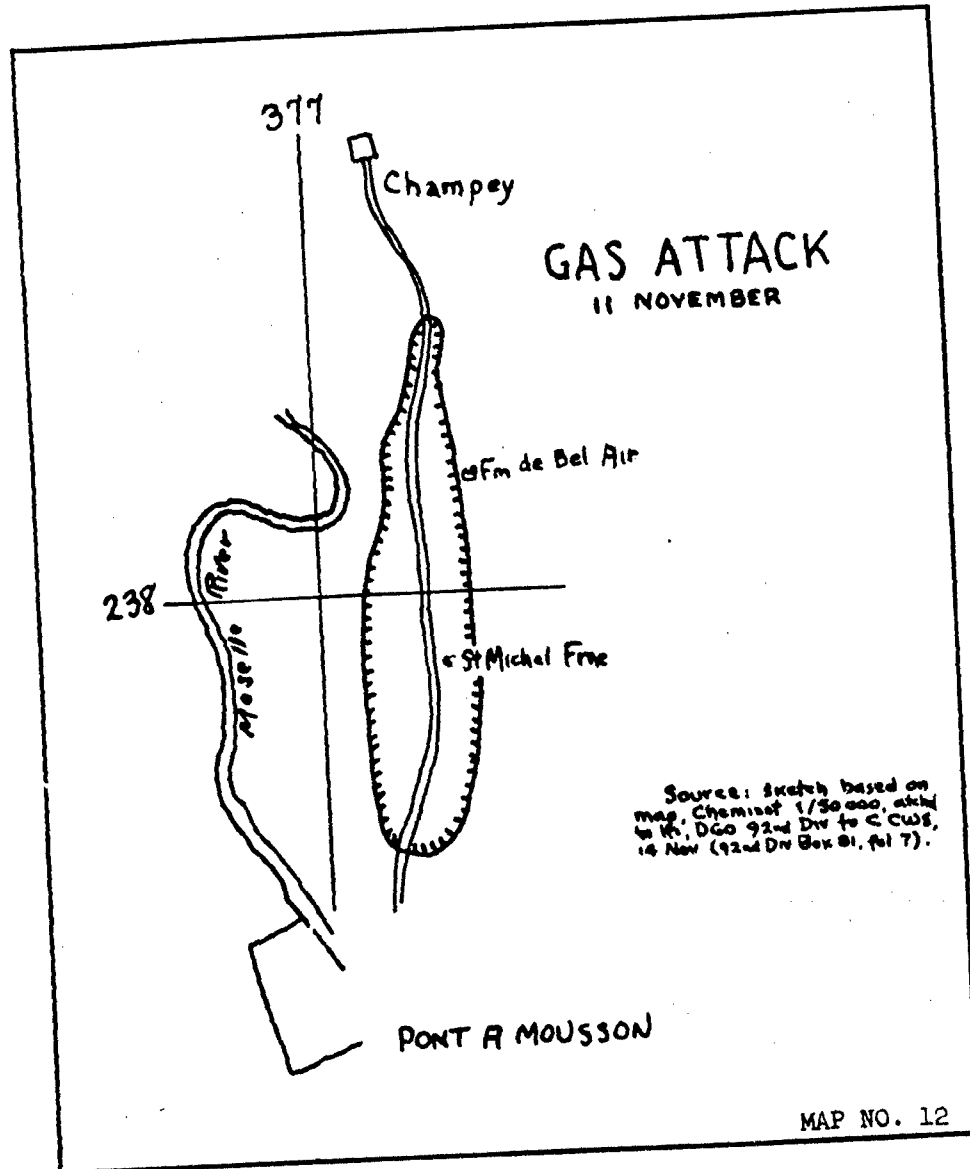 377
Champey
GAS ATTACK
11 NOVEMBER
Fm de Bel Air
238
Moselle River
St Michel Fme
Source: Sketch based on
map, Cheminot 1/50 000,
DGO 92nd Div to C CWS,
14 Nov (92nd Div Box 81, fol 7).
PONT A MOUSSON
MAP NO. 12